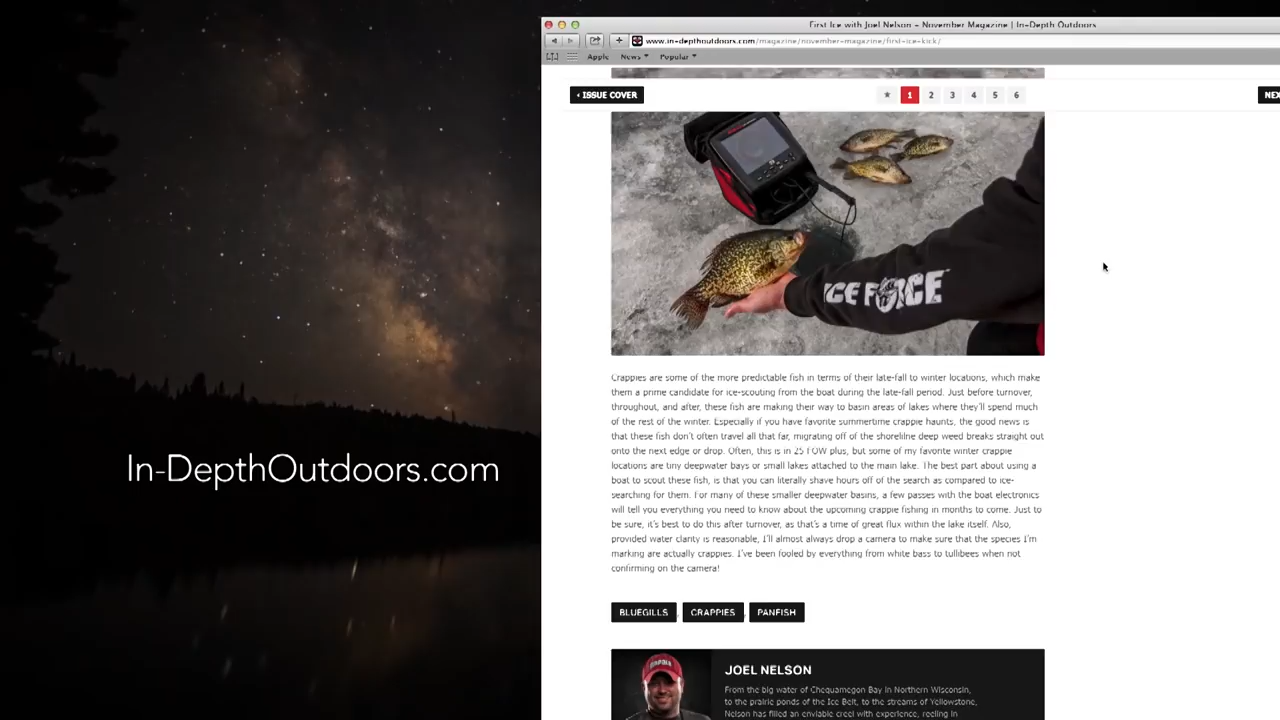 First Ice with Joel Nelson – November Magazine | In-Depth Outdoors
www.in-depthoutdoors.com/magazine/november-magazine/first-ice-kick/
Apple News Popular
‹ ISSUE COVER ★ 1 2 3 4 5 6
ICE FORCE
Crappies are some of the more predictable fish in terms of their late-fall to winter locations, which make
them a prime candidate for ice-scouting from the boat during the late-fall period. Just before turnover,
throughout, and after, these fish are making their way to basin areas of lakes where they'll spend much
of the rest of the winter. Especially if you have favorite summertime crappie haunts, the good news is
that these fish don't often travel all that far, migrating off of the shoreline deep weed breaks straight out
onto the next edge or drop. Often, this is in 25 FOW plus, but some of my favorite winter crappie
locations are tiny deepwater bays or small lakes attached to the main lake. The best part about using a
boat to scout these fish, is that you can literally shave hours off of the search as compared to ice-
searching for them. For many of these smaller deepwater basins, a few passes with the boat electronics
will tell you everything you need to know about the upcoming crappie fishing in months to come. Just to
be sure, it's best to do this after turnover, as that's a time of great flux within the lake itself. Also,
provided water clarity is reasonable, I'll almost always drop a camera to make sure that the species I'm
marking are actually crappies. I've been fooled by everything from white bass to tullibees when not
confirming on the camera!
In-DepthOutdoors.com
BLUEGILLS CRAPPIES PANFISH
JOEL NELSON
From the big water of Chequamegon Bay in Northern Wisconsin,
to the prairie ponds of the Ice Belt, to the streams of Yellowstone,
Nelson has filled an enviable creel with experience, reeling in